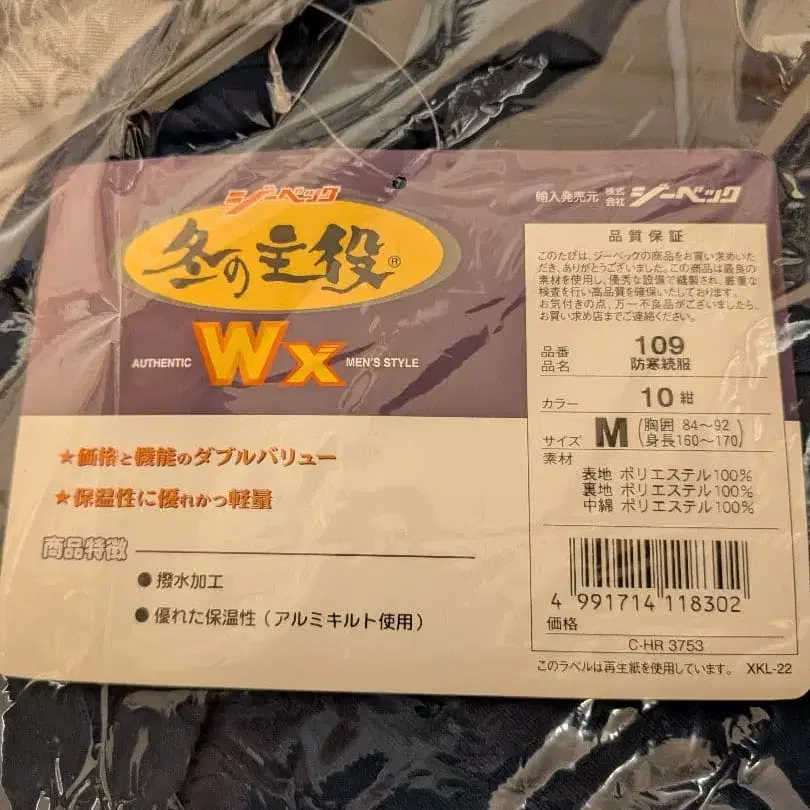 ジーベック
冬の主役®
AUTHENTIC WX MEN'S STYLE
★価格と機能のダブルバリュー
★保温性に優れかつ軽量
商品特徴
●撥水加工
●優れた保温性（アルミキルト使用）
輸入発売元 株式会社 ジーベック
品質保証
このたびは、ジーベックの商品をお買い求めいた
だき、ありがとうございました。この商品は最良の
素材を使用し、優秀な設備で縫製され、厳重な
検査を行い高品質を確保いたしております。
お気付きの点、万一不良品がございましたら、
お買い求め店までご連絡ください。
品番 109
品名 防寒続服
カラー 10 紺
サイズ M (胸囲 84〜92
身長160〜170)
素材
表地 ポリエステル100%
裏地 ポリエステル100%
中綿 ポリエステル100%
4 991714 118302
価格
C-HR 3753
このラベルは再生紙を使用しています。 XKL-22